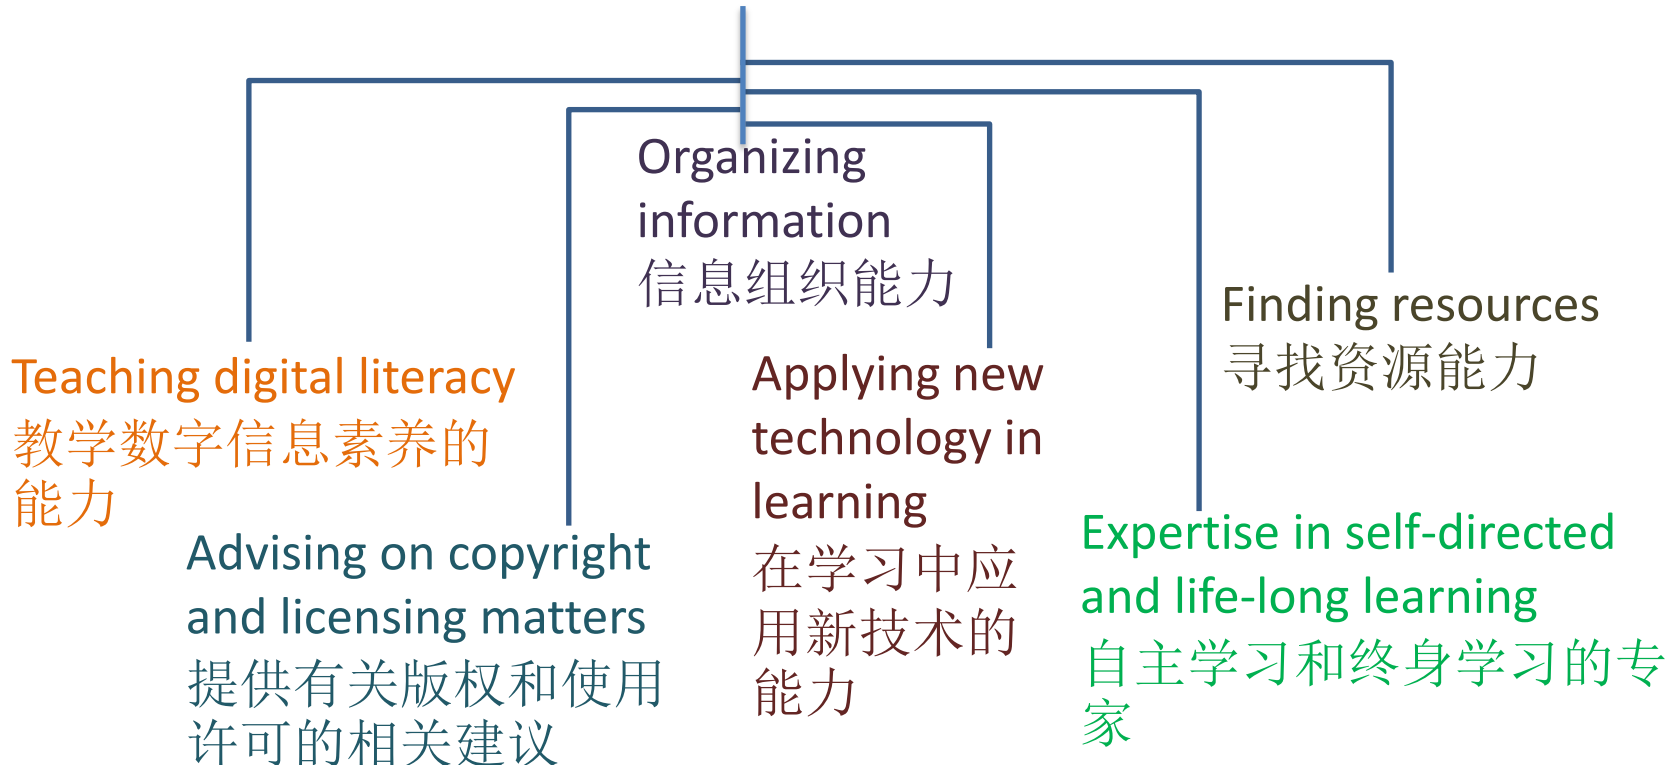 Organizing
information
信息组织能力
Finding resources
寻找资源能力
Teaching digital literacy
教学数字信息素养的
能力
Applying new
technology in
learning
在学习中应
用新技术的
能力
Advising on copyright
and licensing matters
提供有关版权和使用
许可的相关建议
Expertise in self-directed
and life-long learning
自主学习和终身学习的专
家